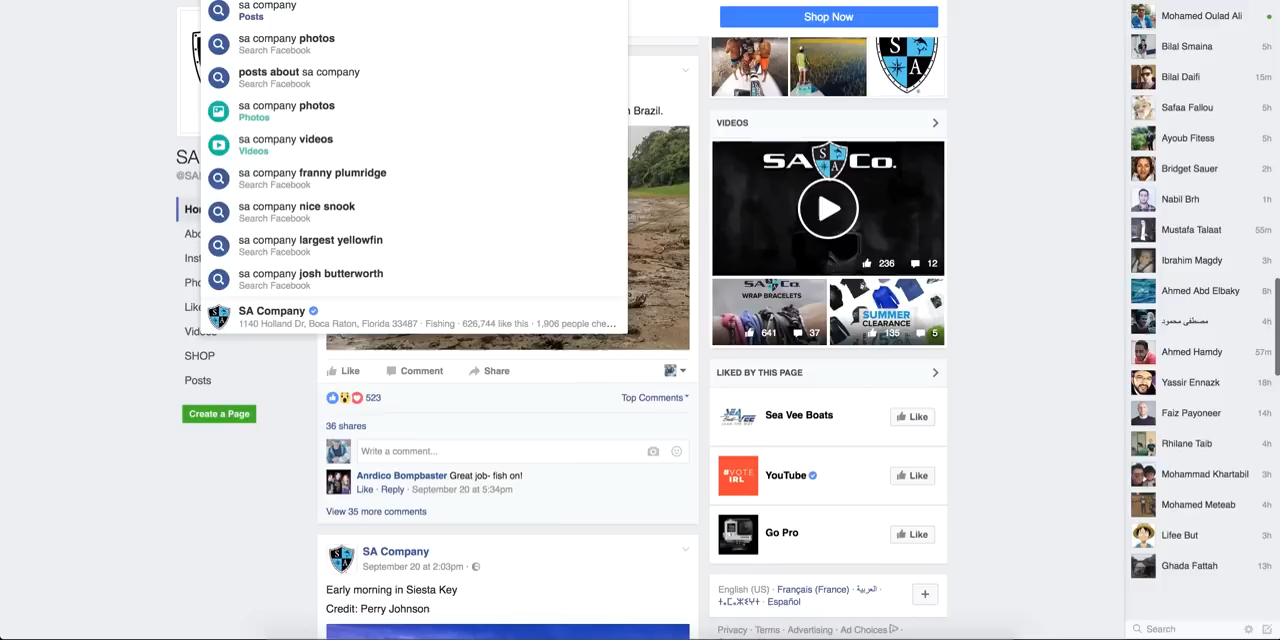 sa company
Posts
sa company photos
Search Facebook
posts about sa company
Search Facebook
sa company photos
Photos
sa company videos
Videos
sa company franny plumridge
Search Facebook
sa company nice snook
Search Facebook
sa company largest yellowfin
Search Facebook
sa company josh butterworth
Search Facebook
SA Company
1140 Holland Dr, Boca Raton, Florida 33487 · Fishing · 626,744 like this · 1,906 people che...
SA
SHOP
Posts
Create a Page
Brazil.
Like Comment Share
523
Top Comments
36 shares
Write a comment...
Anrdico Bompbaster Great job- fish on!
Like · Reply · September 20 at 5:34pm
View 35 more comments
SA Company
September 20 at 2:03pm ·
Early morning in Siesta Key
Credit: Perry Johnson
Shop Now
S A
VIDEOS
SA Co.
236 12
SA Co.
WRAP BRACELETS
641 37
SUMMER
CLEARANCE
135 5
LIKED BY THIS PAGE
Sea Vee Boats Like
#VOTE
IRL
YouTube Like
Go Pro Like
English (US) · Français (France) · العربية ·
ⵜⴰⵎⴰⵣⵉⵖⵜ · Español
Privacy · Terms · Advertising · Ad Choices ·
Mohamed Oulad Ali
Bilal Smaina 5h
Bilal Daifi 15m
Safaa Fallou 5h
Ayoub Fitess 5h
Bridget Sauer 2h
Nabil Brh 1h
Mustafa Talaat 55m
Ibrahim Magdy 3h
Ahmed Abd Elbaky 8h
مصطفى محمود 4h
Ahmed Hamdy 57m
Yassir Ennazk 18h
Faiz Payoneer 14h
Rhilane Taib 4h
Mohammad Khartabil 3h
Mohamed Meteab 4h
Lifee But 3h
Ghada Fattah 13h
Search